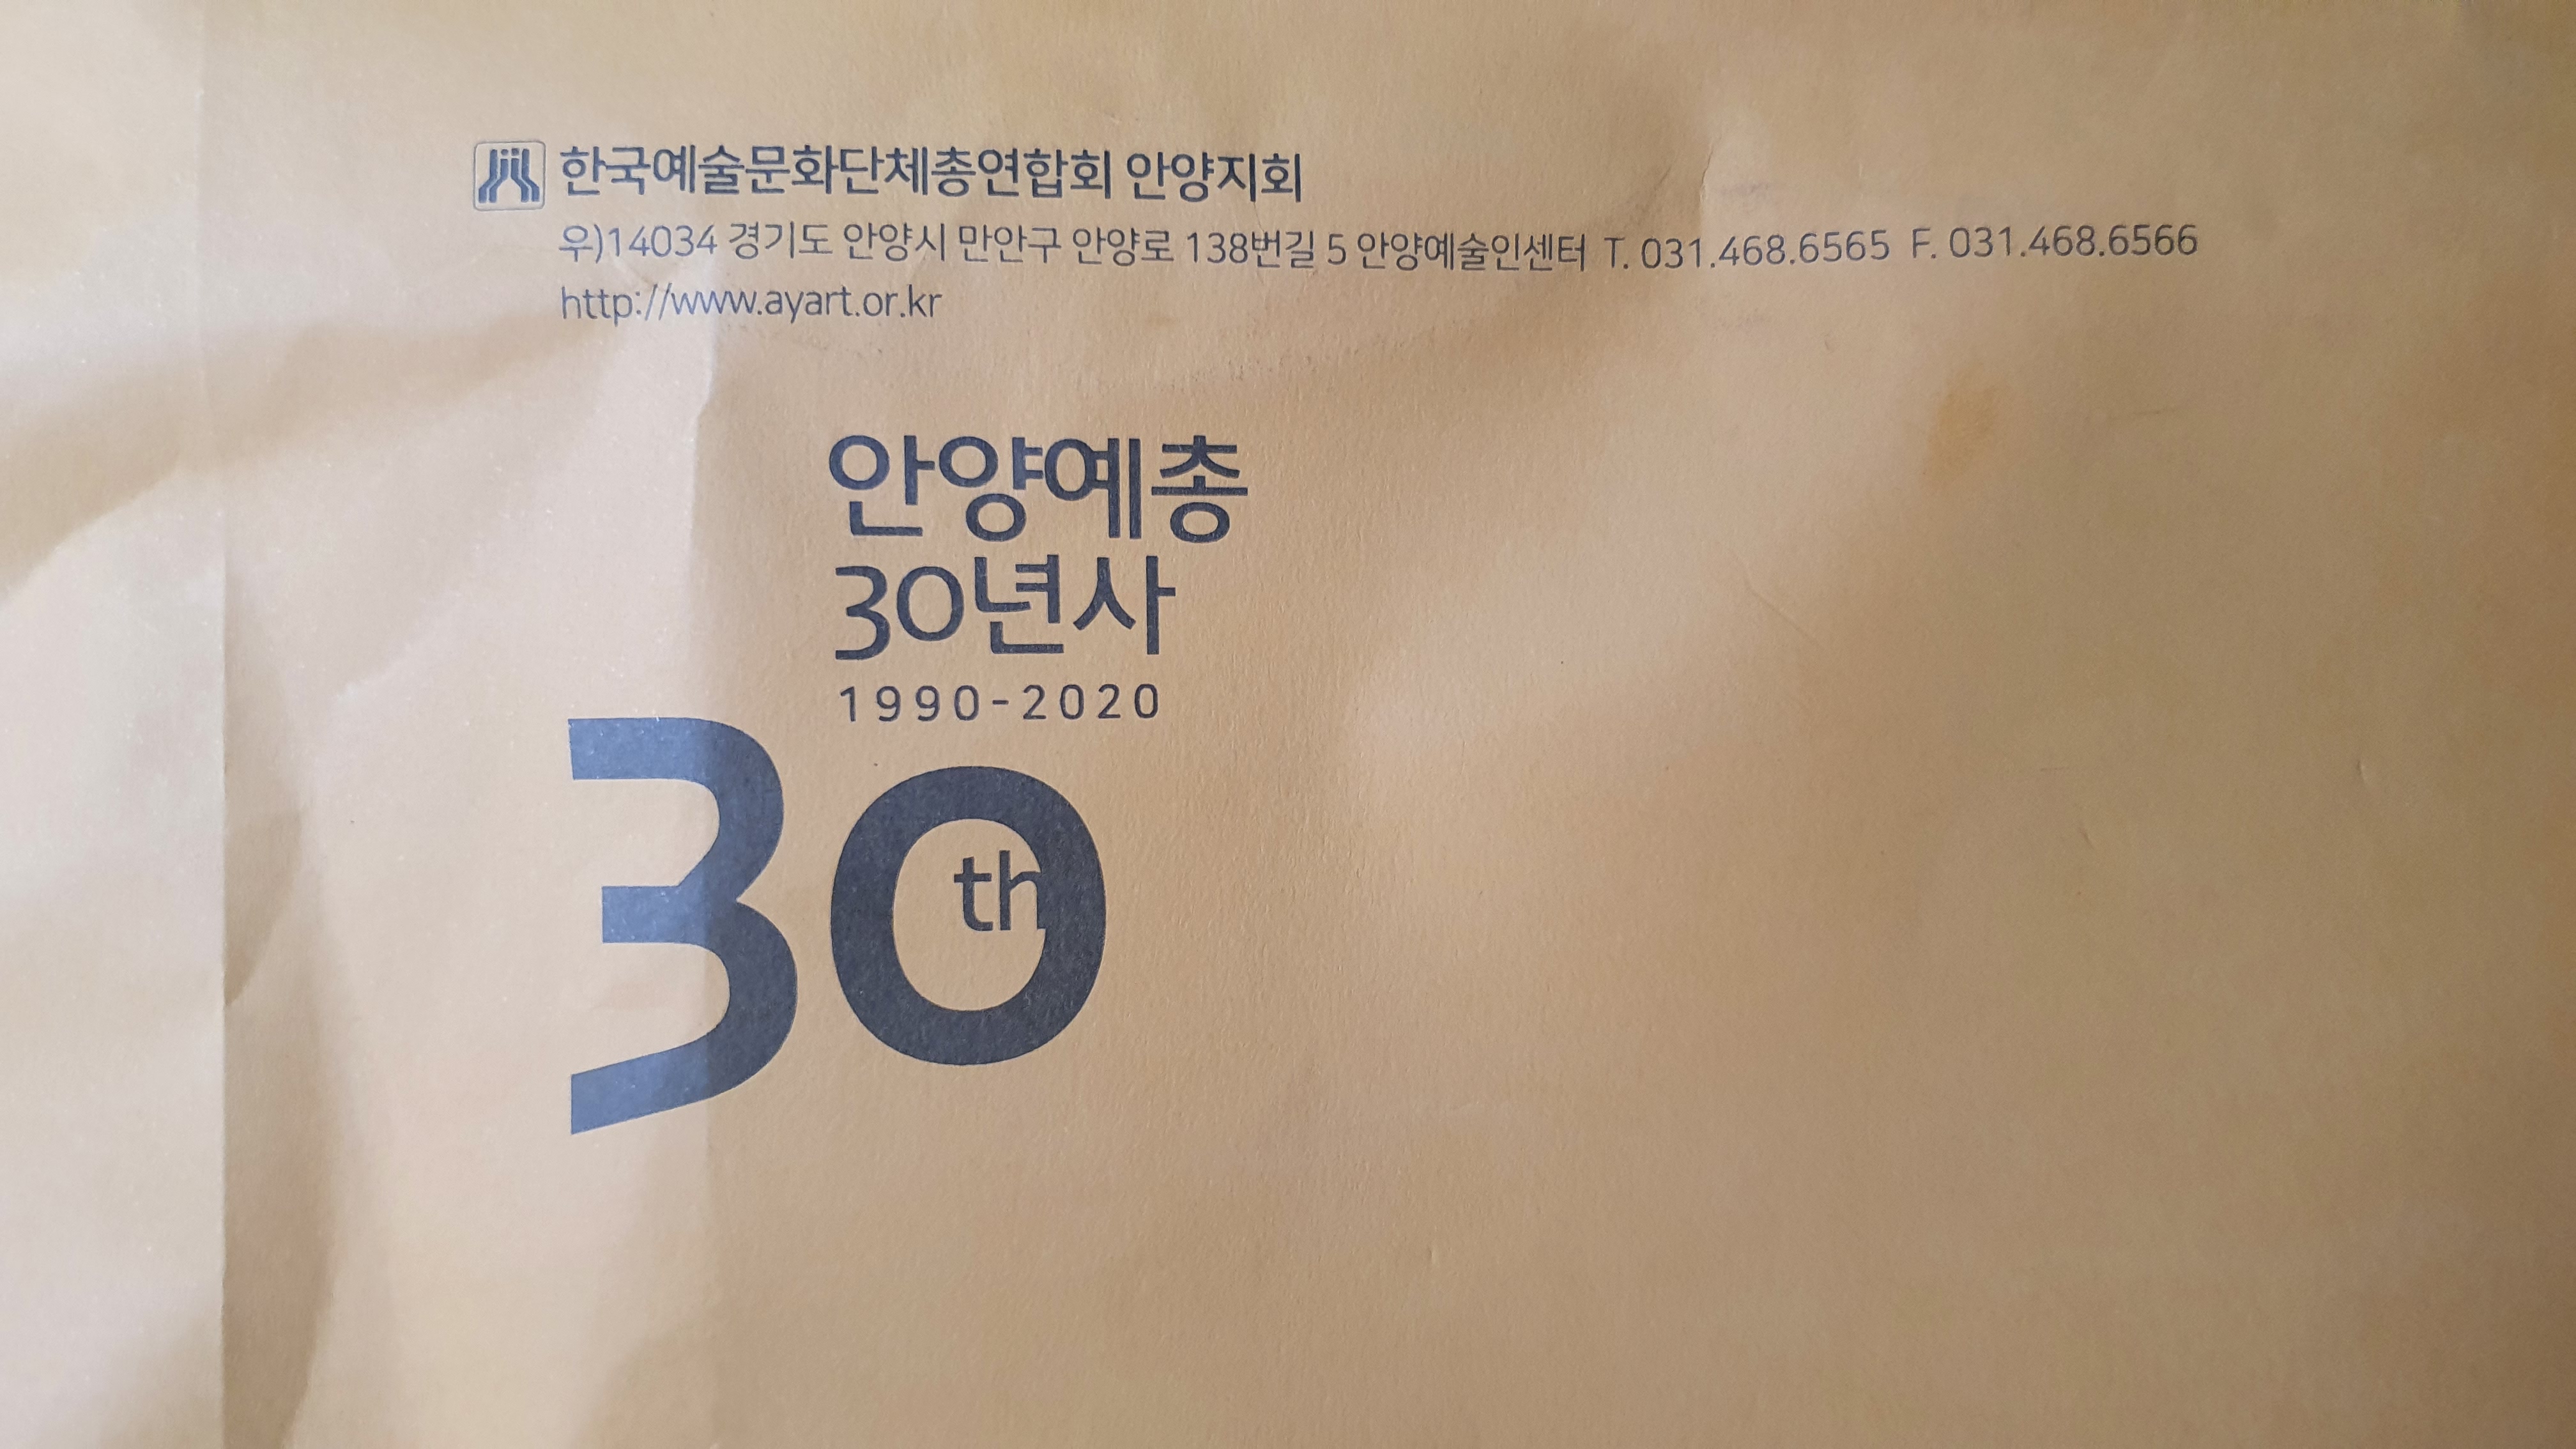 한국예술문화단체총연합회 안양지회
우)14034 경기도 안양시 만안구 안양로 138번길 5 안양예술인센터 T. 031.468.6565 F. 031.468.6566
http://www.ayart.or.kr
안양예총
30년사
1990-2020
30th